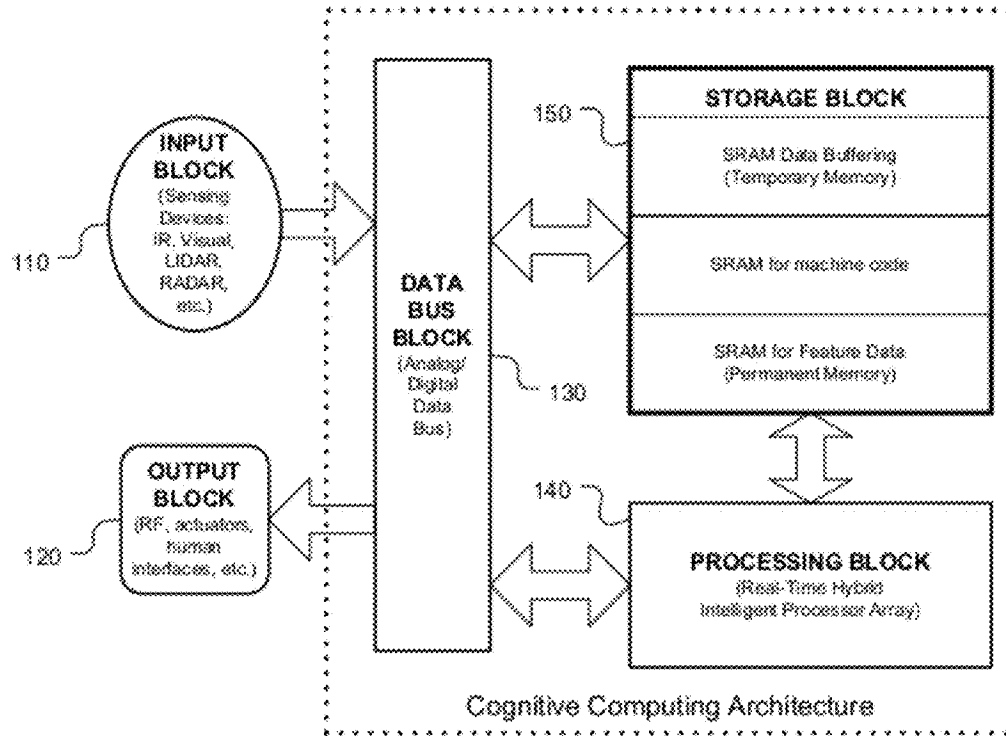 INPUT
BLOCK
(Sensing
Devices:
IR, Visual,
LIDAR,
RADAR,
etc.)
110
OUTPUT
BLOCK
(RF, actuators,
human
interfaces, etc.)
120
DATA
BUS
BLOCK
(Analog/
Digital
Data
Bus)
130
150
STORAGE BLOCK
SRAM Data Buffering
(Temporary Memory)
SRAM for machine code
SRAM for Feature Data
(Permanent Memory)
140
PROCESSING BLOCK
(Real-Time Hybrid
Intelligent Processor Array)
Cognitive Computing Architecture